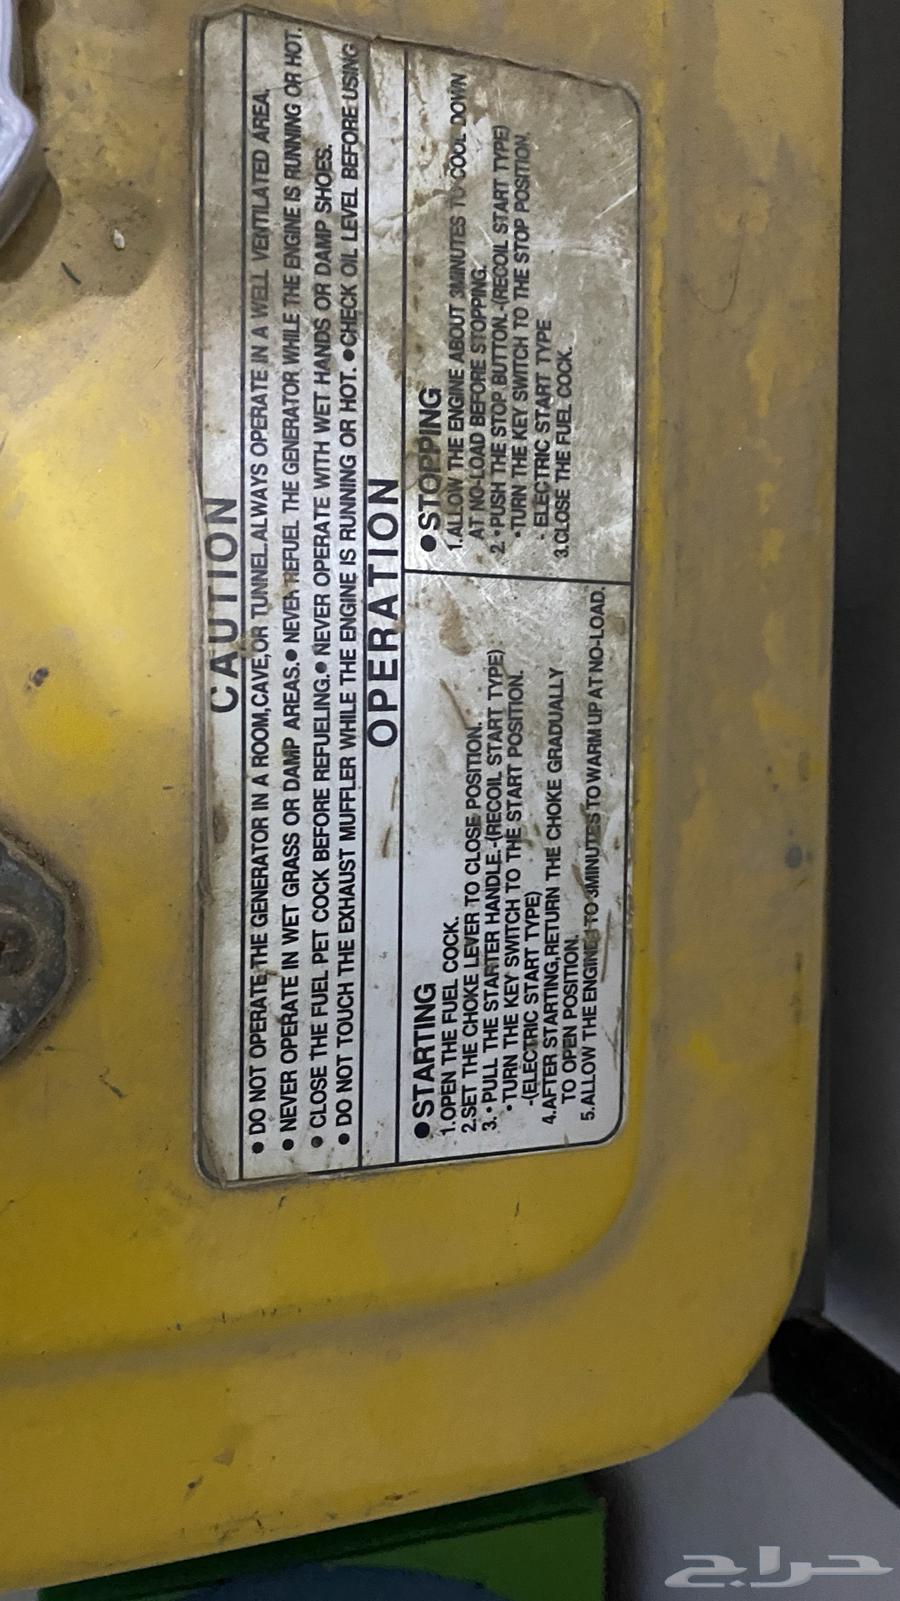 CAUTION
● DO NOT OPERATE THE GENERATOR IN A ROOM,CAVE,OR TUNNEL.ALWAYS OPERATE IN A WELL VENTILATED AREA.
● NEVER OPERATE IN WET GRASS OR DAMP AREAS.● NEVER REFUEL THE GENERATOR WHILE THE ENGINE IS RUNNING OR HOT.
● CLOSE THE FUEL PET COCK BEFORE REFUELING.● NEVER OPERATE WITH WET HANDS OR DAMP SHOES.
● DO NOT TOUCH THE EXHAUST MUFFLER WHILE THE ENGINE IS RUNNING OR HOT. ●CHECK OIL LEVEL BEFORE USING
OPERATION
●STARTING
1.OPEN THE FUEL COCK.
2.SET THE CHOKE LEVER TO CLOSE POSITION.
3.・PULL THE STARTER HANDLE.-(RECOIL START TYPE)
・TURN THE KEY SWITCH TO THE START POSITION.
-(ELECTRIC START TYPE)
4.AFTER STARTING,RETURN THE CHOKE GRADUALLY
TO OPEN POSITION.
5.ALLOW THE ENGINE 1 TO 3MINUTES TO WARM UP AT NO-LOAD.
●STOPPING
1.ALLOW THE ENGINE ABOUT 3MINUTES TO COOL DOWN
AT NO-LOAD BEFORE STOPPING.
2.・PUSH THE STOP BUTTON.-(RECOIL START TYPE)
・TURN THE KEY SWITCH TO THE STOP POSITION.
- ELECTRIC START TYPE
3.CLOSE THE FUEL COCK.
حراج